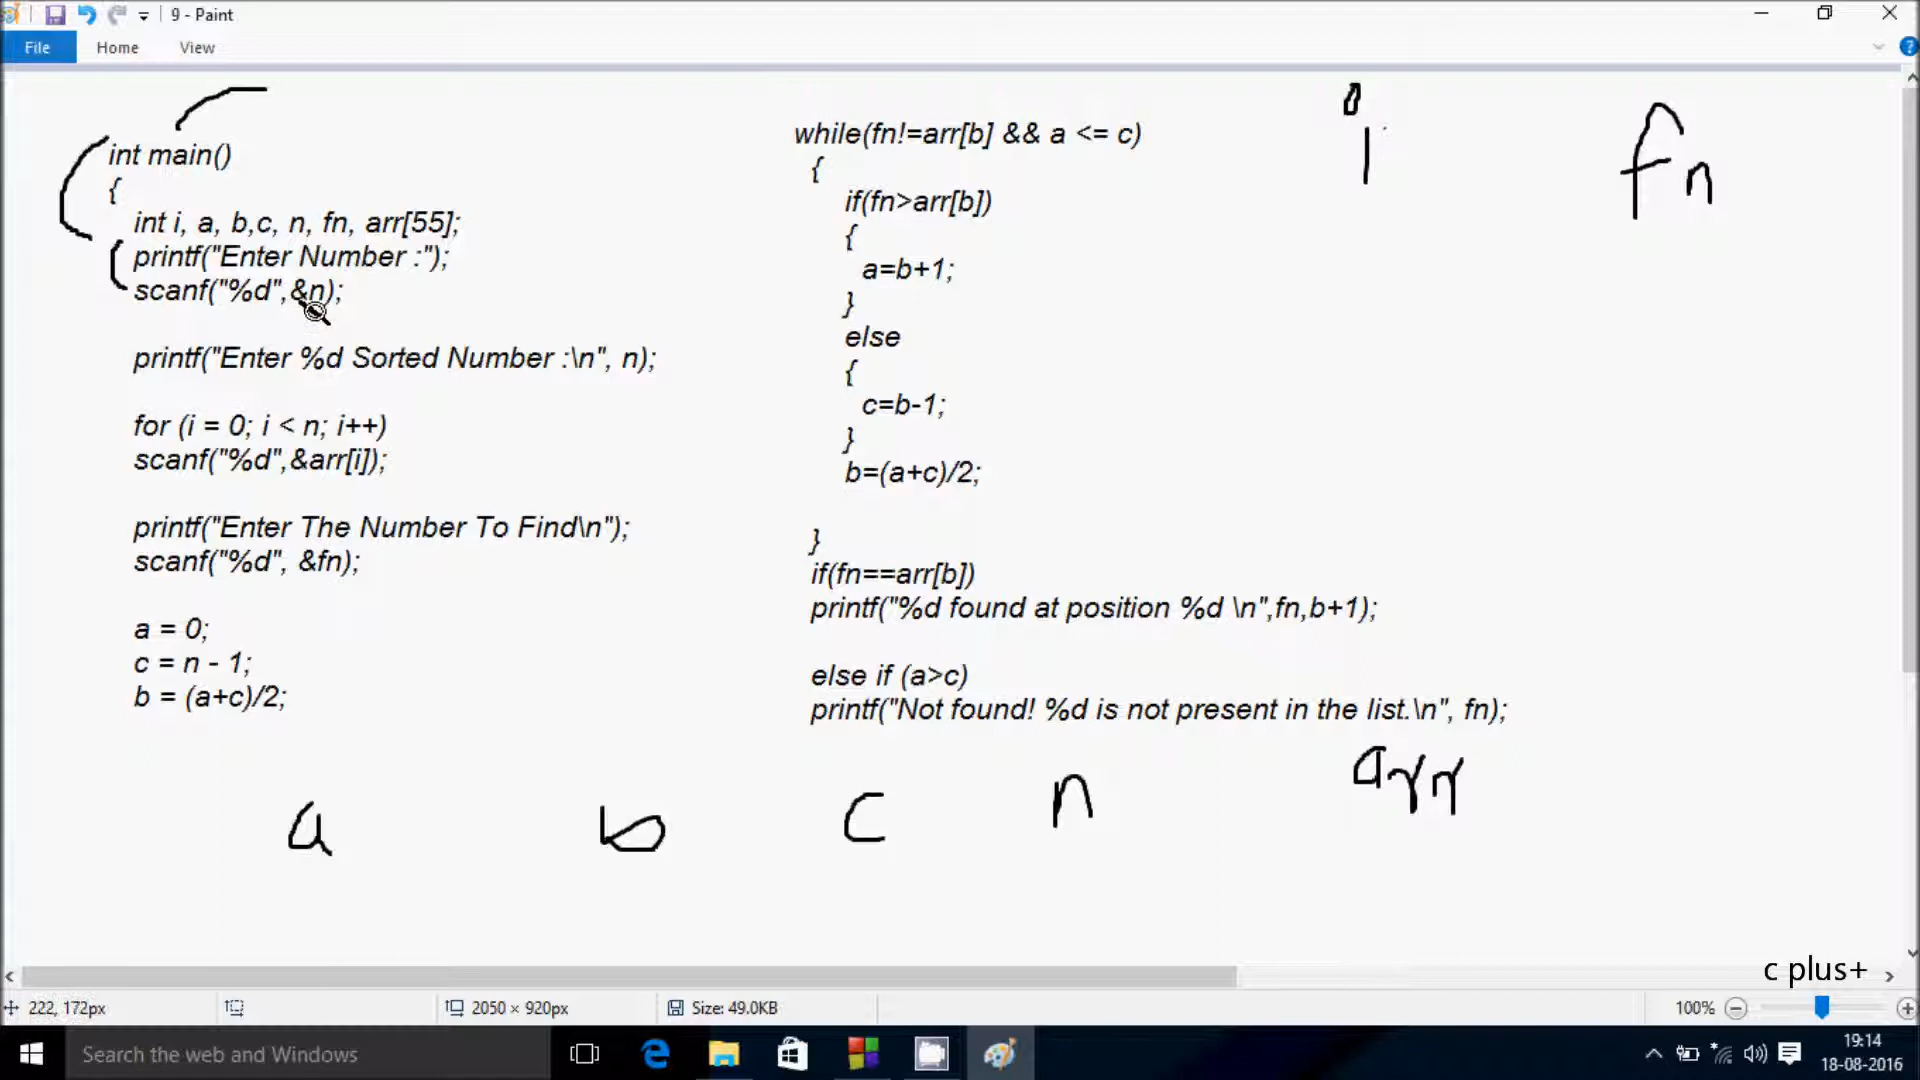 9 - Paint
File Home View
int main()
{
int i, a, b,c, n, fn, arr[55];
printf("Enter Number :");
scanf("%d",&n);
printf("Enter %d Sorted Number :\n", n);
for (i = 0; i < n; i++)
scanf("%d",&arr[i]);
printf("Enter The Number To Find\n");
scanf("%d", &fn);
a = 0;
c = n - 1;
b = (a+c)/2;
while(fn!=arr[b] && a <= c)
{
if(fn>arr[b])
{
a=b+1;
}
else
{
c=b-1;
}
b=(a+c)/2;
}
if(fn==arr[b])
printf("%d found at position %d \n",fn,b+1);
else if (a>c)
printf("Not found! %d is not present in the list.\n", fn);
i
fn
a b c n arr
c plus+
222, 172px 2050 × 920px Size: 49.0KB 100%
Search the web and Windows
19:14
18-08-2016